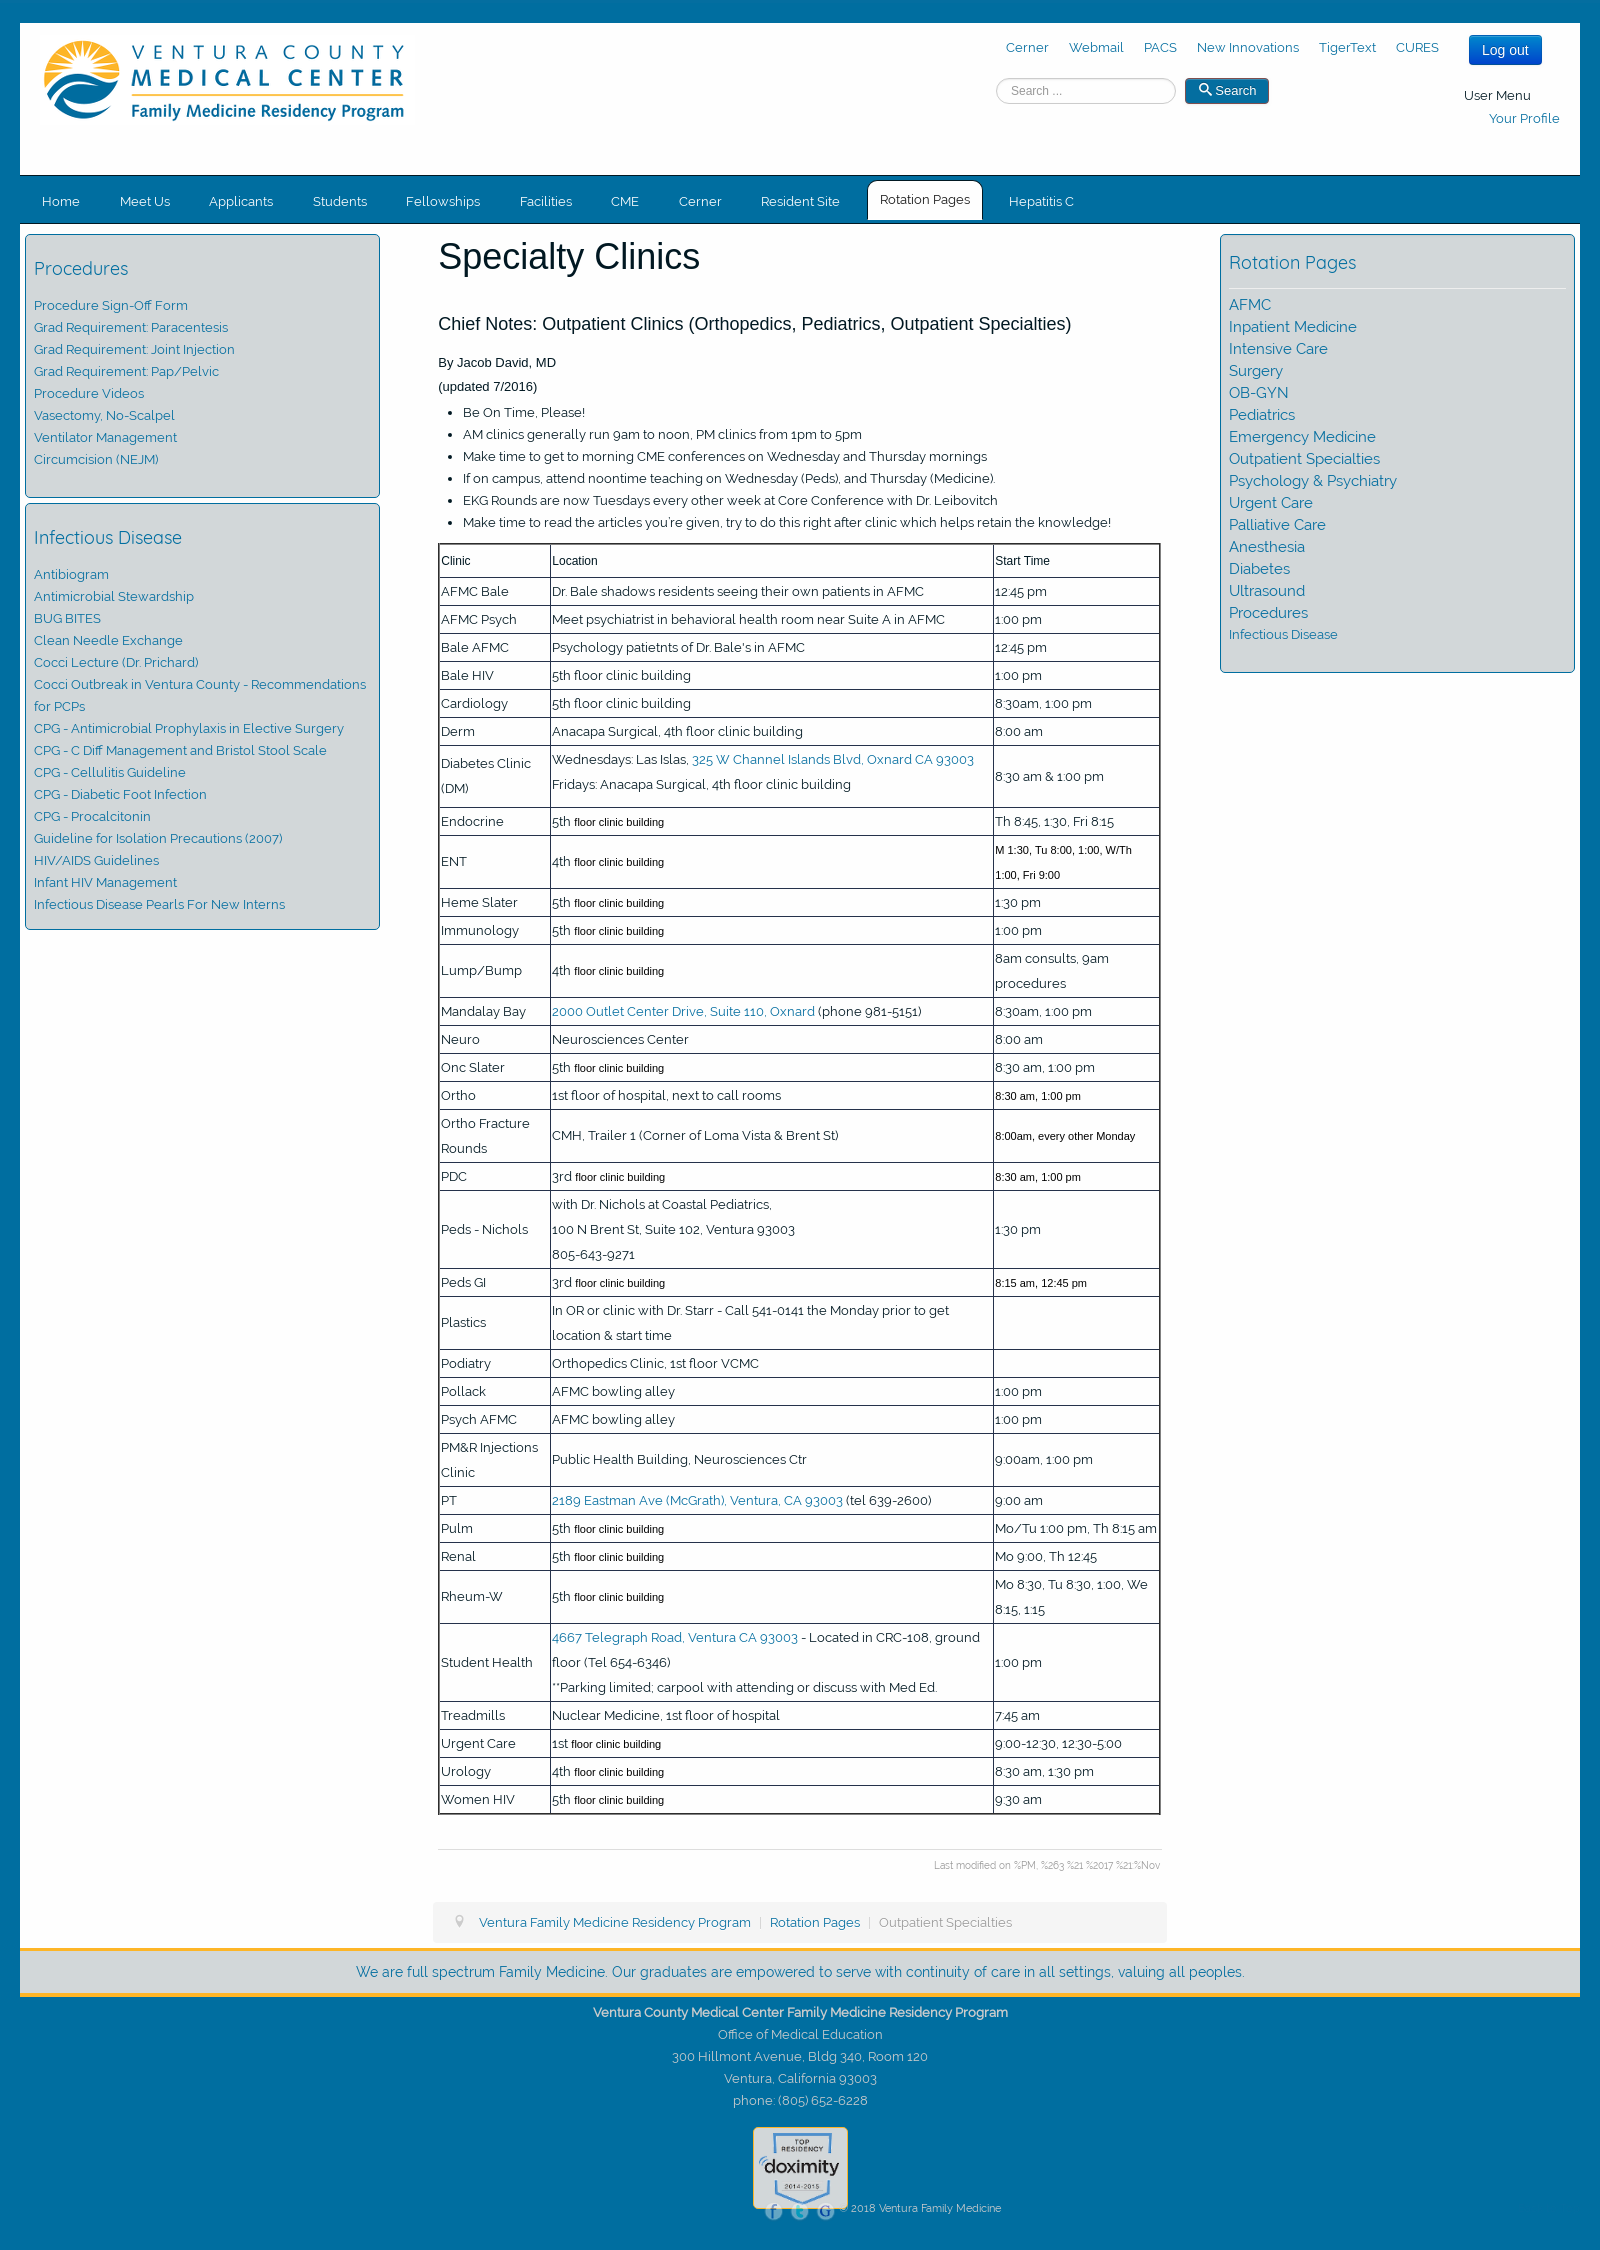 VENTURA COUNTY
MEDICAL CENTER
Family Medicine Residency Program
Cerner Webmail PACS New Innovations TigerText CURES Log out
Search ... Search
User Menu
Your Profile
Home Meet Us Applicants Students Fellowships Facilities CME Cerner Resident Site Rotation Pages Hepatitis C
Procedures
Procedure Sign-Off Form
Grad Requirement: Paracentesis
Grad Requirement: Joint Injection
Grad Requirement: Pap/Pelvic
Procedure Videos
Vasectomy, No-Scalpel
Ventilator Management
Circumcision (NEJM)
Infectious Disease
Antibiogram
Antimicrobial Stewardship
BUG BITES
Clean Needle Exchange
Cocci Lecture (Dr. Prichard)
Cocci Outbreak in Ventura County - Recommendations
for PCPs
CPG - Antimicrobial Prophylaxis in Elective Surgery
CPG - C Diff Management and Bristol Stool Scale
CPG - Cellulitis Guideline
CPG - Diabetic Foot Infection
CPG - Procalcitonin
Guideline for Isolation Precautions (2007)
HIV/AIDS Guidelines
Infant HIV Management
Infectious Disease Pearls For New Interns
Specialty Clinics
Chief Notes: Outpatient Clinics (Orthopedics, Pediatrics, Outpatient Specialties)
By Jacob David, MD
(updated 7/2016)
• Be On Time, Please!
• AM clinics generally run 9am to noon, PM clinics from 1pm to 5pm
• Make time to get to morning CME conferences on Wednesday and Thursday mornings
• If on campus, attend noontime teaching on Wednesday (Peds), and Thursday (Medicine).
• EKG Rounds are now Tuesdays every other week at Core Conference with Dr. Leibovitch
• Make time to read the articles you're given, try to do this right after clinic which helps retain the knowledge!
Clinic Location Start Time
AFMC Bale Dr. Bale shadows residents seeing their own patients in AFMC 12:45 pm
AFMC Psych Meet psychiatrist in behavioral health room near Suite A in AFMC 1:00 pm
Bale AFMC Psychology patietnts of Dr. Bale's in AFMC 12:45 pm
Bale HIV 5th floor clinic building 1:00 pm
Cardiology 5th floor clinic building 8:30am, 1:00 pm
Derm Anacapa Surgical, 4th floor clinic building 8:00 am
Diabetes Clinic
(DM)
Wednesdays: Las Islas, 325 W Channel Islands Blvd, Oxnard CA 93003
Fridays: Anacapa Surgical, 4th floor clinic building
8:30 am & 1:00 pm
Endocrine 5th floor clinic building Th 8:45, 1:30, Fri 8:15
ENT 4th floor clinic building
M 1:30, Tu 8:00, 1:00, W/Th
1:00, Fri 9:00
Heme Slater 5th floor clinic building 1:30 pm
Immunology 5th floor clinic building 1:00 pm
Lump/Bump 4th floor clinic building
8am consults, 9am
procedures
Mandalay Bay 2000 Outlet Center Drive, Suite 110, Oxnard (phone 981-5151) 8:30am, 1:00 pm
Neuro Neurosciences Center 8:00 am
Onc Slater 5th floor clinic building 8:30 am, 1:00 pm
Ortho 1st floor of hospital, next to call rooms 8:30 am, 1:00 pm
Ortho Fracture
Rounds
CMH, Trailer 1 (Corner of Loma Vista & Brent St) 8:00am, every other Monday
PDC 3rd floor clinic building 8:30 am, 1:00 pm
Peds - Nichols
with Dr. Nichols at Coastal Pediatrics,
100 N Brent St, Suite 102, Ventura 93003
805-643-9271
1:30 pm
Peds GI 3rd floor clinic building 8:15 am, 12:45 pm
Plastics
In OR or clinic with Dr. Starr - Call 541-0141 the Monday prior to get
location & start time
Podiatry Orthopedics Clinic, 1st floor VCMC
Pollack AFMC bowling alley 1:00 pm
Psych AFMC AFMC bowling alley 1:00 pm
PM&R Injections
Clinic
Public Health Building, Neurosciences Ctr 9:00am, 1:00 pm
PT 2189 Eastman Ave (McGrath), Ventura, CA 93003 (tel 639-2600) 9:00 am
Pulm 5th floor clinic building Mo/Tu 1:00 pm, Th 8:15 am
Renal 5th floor clinic building Mo 9:00, Th 12:45
Rheum-W 5th floor clinic building
Mo 8:30, Tu 8:30, 1:00, We
8:15, 1:15
Student Health
4667 Telegraph Road, Ventura CA 93003 - Located in CRC-108, ground
floor (Tel 654-6346)
**Parking limited; carpool with attending or discuss with Med Ed.
1:00 pm
Treadmills Nuclear Medicine, 1st floor of hospital 7:45 am
Urgent Care 1st floor clinic building 9:00-12:30, 12:30-5:00
Urology 4th floor clinic building 8:30 am, 1:30 pm
Women HIV 5th floor clinic building 9:30 am
Last modified on %PM, %263 %21 %2017 %21:%Nov
Ventura Family Medicine Residency Program | Rotation Pages | Outpatient Specialties
Rotation Pages
AFMC
Inpatient Medicine
Intensive Care
Surgery
OB-GYN
Pediatrics
Emergency Medicine
Outpatient Specialties
Psychology & Psychiatry
Urgent Care
Palliative Care
Anesthesia
Diabetes
Ultrasound
Procedures
Infectious Disease
We are full spectrum Family Medicine. Our graduates are empowered to serve with continuity of care in all settings, valuing all peoples.
Ventura County Medical Center Family Medicine Residency Program
Office of Medical Education
300 Hillmont Avenue, Bldg 340, Room 120
Ventura, California 93003
phone: (805) 652-6228
TOP
RESIDENCY
doximity
2014-2015
f t G 2018 Ventura Family Medicine